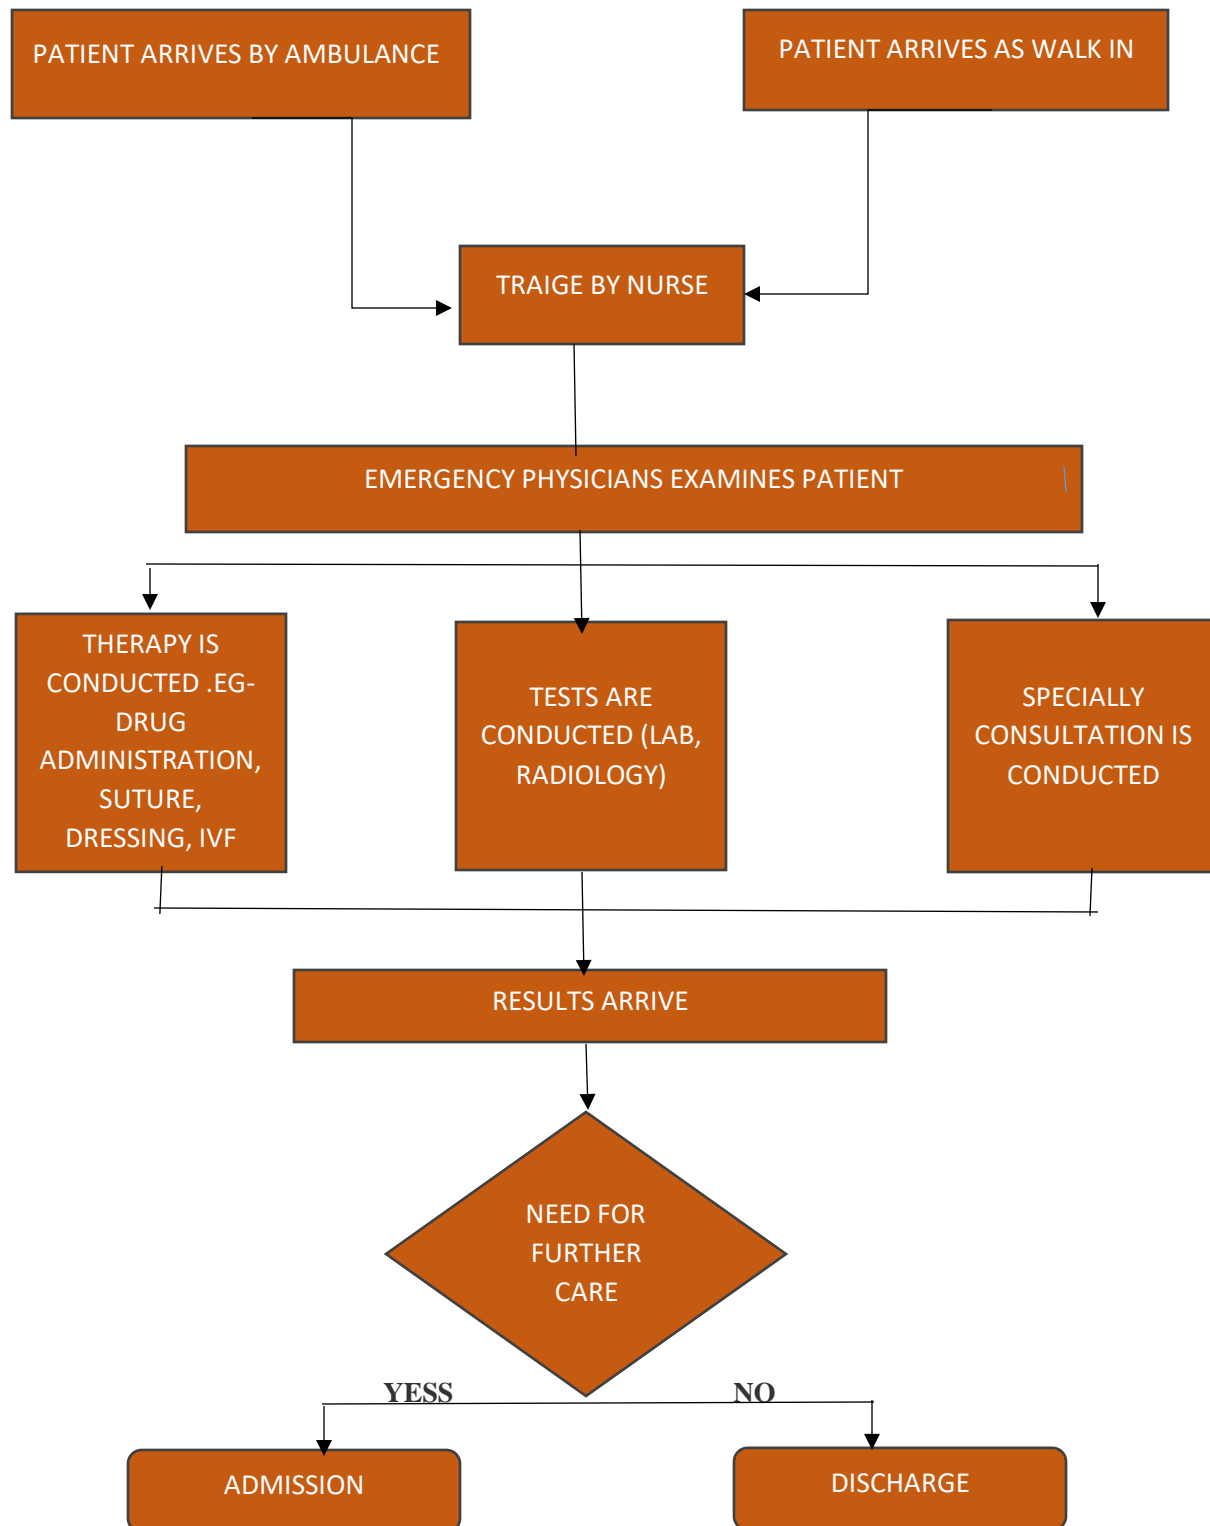 PATIENT ARRIVES BY AMBULANCE
PATIENT ARRIVES AS WALK IN
TRAIGE BY NURSE
EMERGENCY PHYSICIANS EXAMINES PATIENT
THERAPY IS
CONDUCTED .EG-
DRUG
ADMINISTRATION,
SUTURE,
DRESSING, IVF
TESTS ARE
CONDUCTED (LAB,
RADIOLOGY)
SPECIALLY
CONSULTATION IS
CONDUCTED
RESULTS ARRIVE
NEED FOR
FURTHER
CARE
YESS
NO
ADMISSION
DISCHARGE